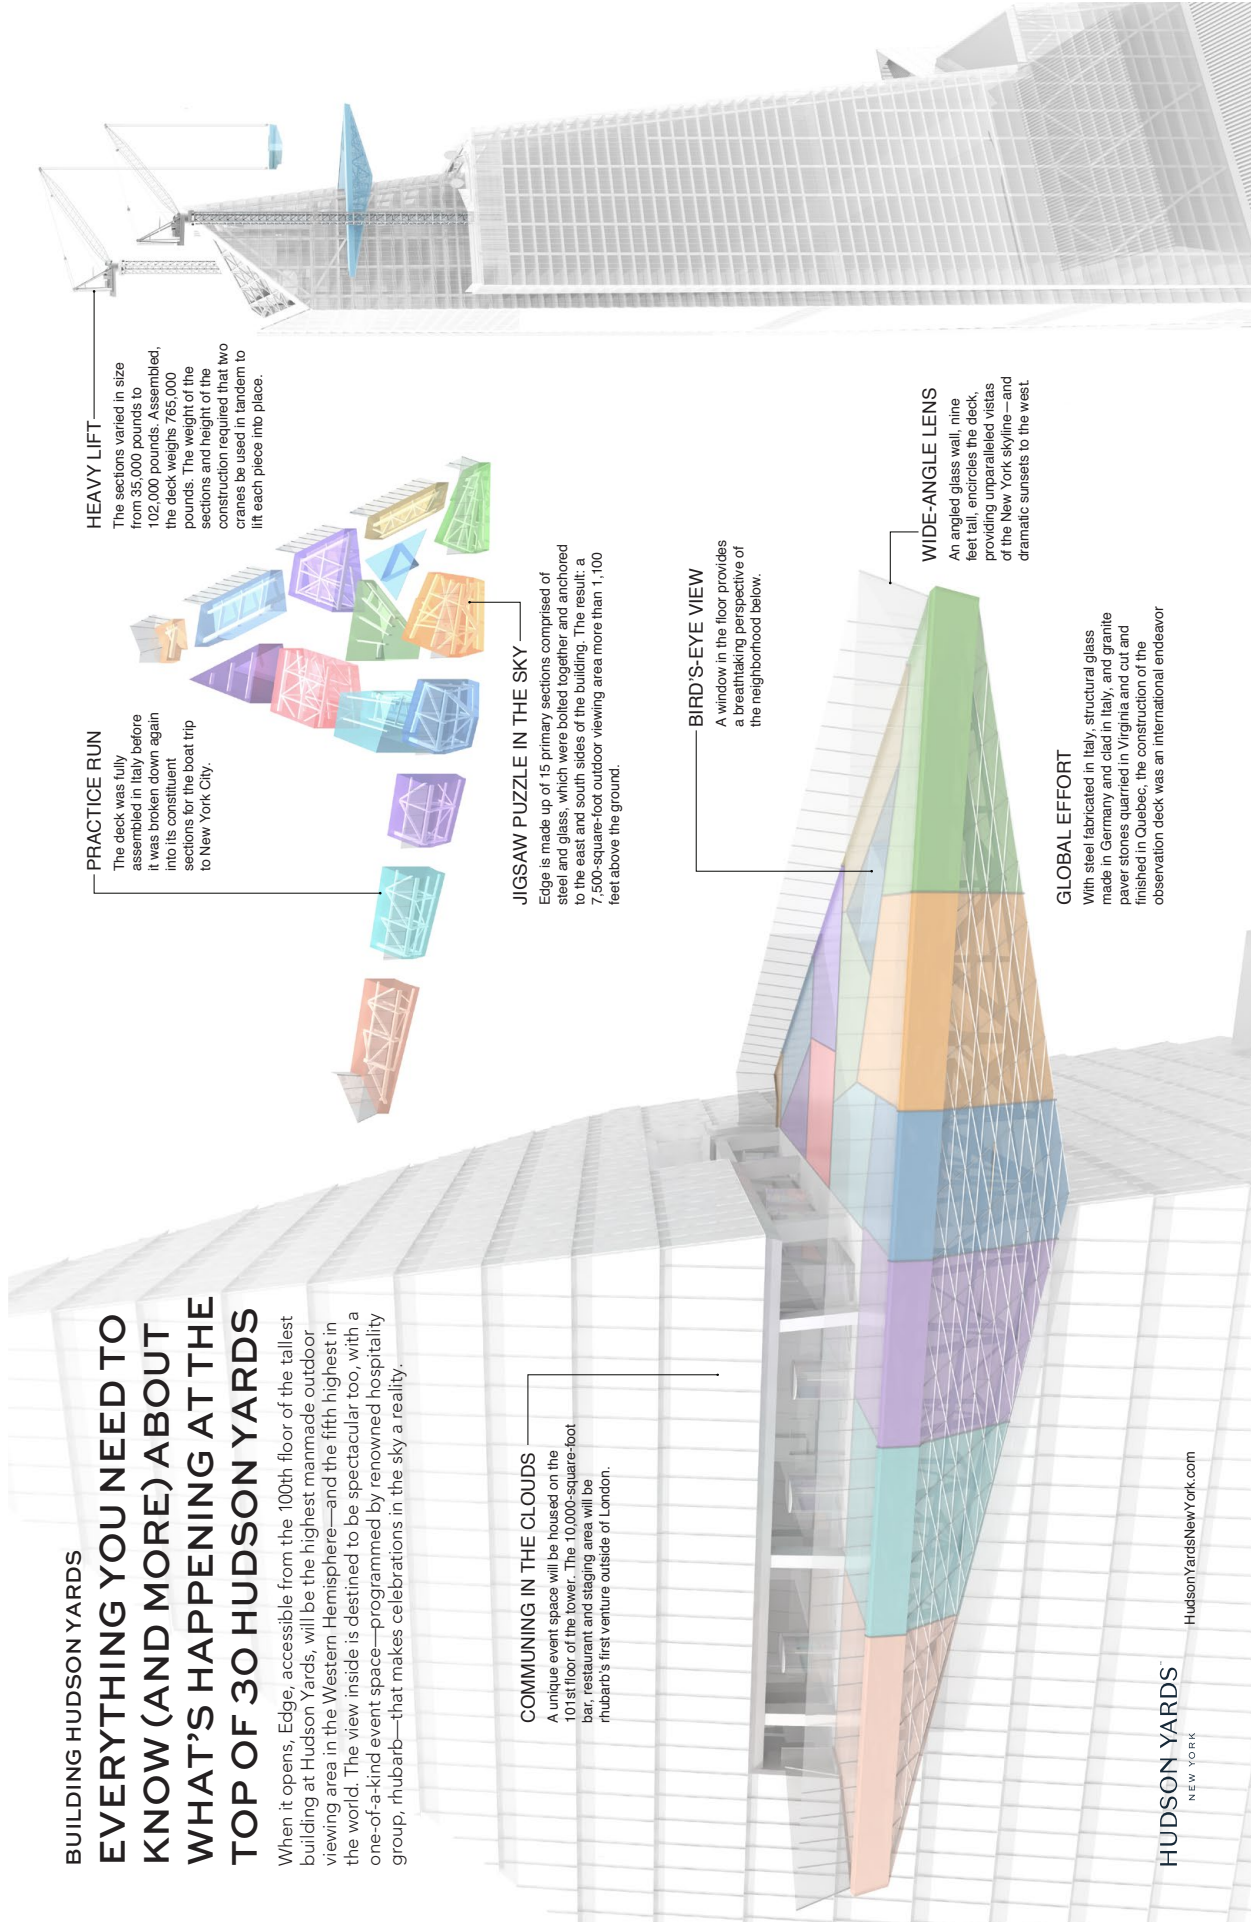 BUILDING HUDSON YARDS
EVERYTHING YOU NEED TO
KNOW (AND MORE) ABOUT
WHAT'S HAPPENING AT THE
TOP OF 30 HUDSON YARDS
When it opens, Edge, accessible from the 100th floor of the tallest
building at Hudson Yards, will be the highest manmade outdoor
viewing area in the Western Hemisphere—and the fifth highest in
the world. The view inside is destined to be spectacular too, with a
one-of-a-kind event space—programmed by renowned hospitality
group, rhubarb—that makes celebrations in the sky a reality.
PRACTICE RUN
The deck was fully
assembled in Italy before
it was broken down again
into its constituent
sections for the boat trip
to New York City.
HEAVY LIFT
The sections varied in size
from 35,000 pounds to
102,000 pounds. Assembled,
the deck weighs 765,000
pounds. The weight of the
sections and height of the
construction required that two
cranes be used in tandem to
lift each piece into place.
COMMUNING IN THE CLOUDS
A unique event space will be housed on the
101st floor of the tower. The 10,000-square-foot
bar, restaurant and staging area will be
rhubarb's first venture outside of London.
JIGSAW PUZZLE IN THE SKY
Edge is made up of 15 primary sections comprised of
steel and glass, which were bolted together and anchored
to the east and south sides of the building. The result: a
7,500-square-foot outdoor viewing area more than 1,100
feet above the ground.
BIRD'S-EYE VIEW
A window in the floor provides
a breathtaking perspective of
the neighborhood below.
WIDE-ANGLE LENS
An angled glass wall, nine
feet tall, encircles the deck,
providing unparalleled vistas
of the New York skyline—and
dramatic sunsets to the west.
GLOBAL EFFORT
With steel fabricated in Italy, structural glass
made in Germany and clad in Italy, and granite
paver stones quarried in Virginia and cut and
finished in Quebec, the construction of the
observation deck was an international endeavor
HUDSON YARDS
NEW YORK
HudsonYardsNewYork.com